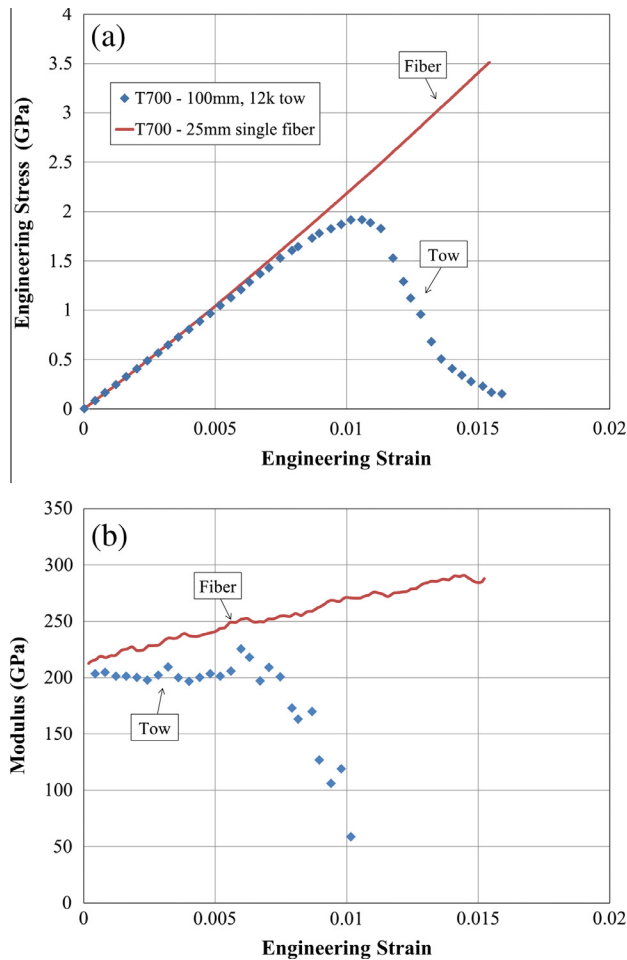 (a)
4
3.5
3
2.5
2
1.5
1
0.5
0
Engineering Stress (GPa)
T700 - 100mm, 12k tow
T700 - 25mm single fiber
Fiber
Tow
0 0.005 0.01 0.015 0.02
Engineering Strain
(b)
350
300
250
200
150
100
50
0
Modulus (GPa)
Fiber
Tow
0 0.005 0.01 0.015 0.02
Engineering Strain